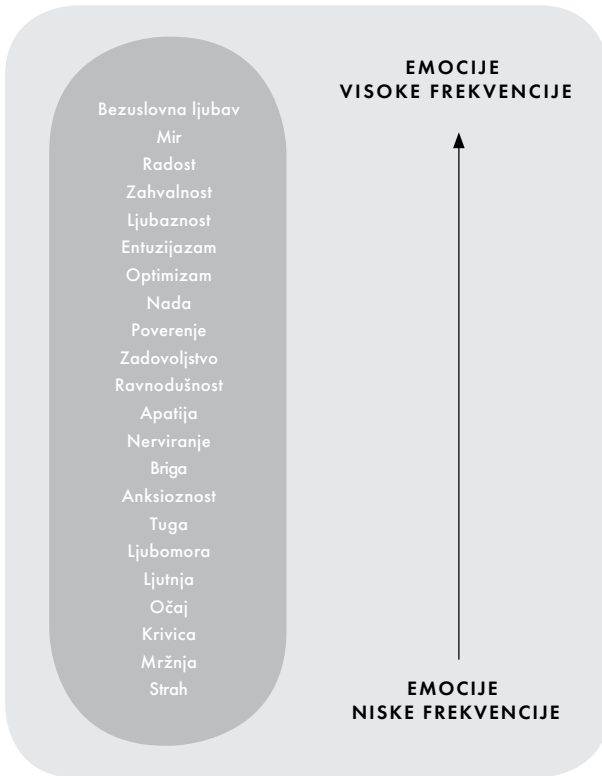 EMOCIJE
VISOKE FREKVENCIJE
Bezuslovna ljubav
Mir
Radost
Zahvalnost
Ljubaznost
Entuzijazam
Optimizam
Nada
Poverenje
Zadovoljstvo
Ravnodušnost
Apatija
Nerviranje
Briga
Anksioznost
Tuga
Ljubomora
Ljutnja
Očaj
Krivica
Mržnja
Strah
EMOCIJE
NISKE FREKVENCIJE